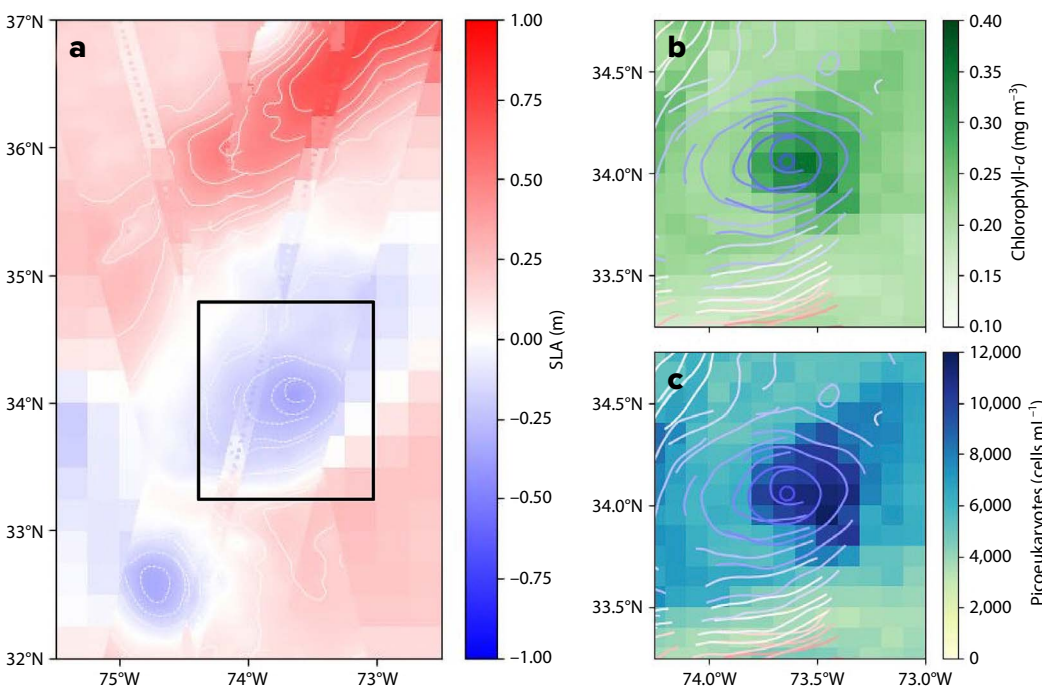 a
37°N
36°N
35°N
34°N
33°N
32°N
75°W
74°W
73°W
1.00
0.75
0.50
0.25
0.00
−0.25
−0.50
−0.75
−1.00
SLA (m)
b
34.5°N
34.0°N
33.5°N
0.40
0.35
0.30
0.25
0.20
0.15
0.10
Chlorophyll-a (mg m⁻³)
c
34.5°N
34.0°N
33.5°N
74.0°W
73.5°W
73.0°W
12,000
10,000
8,000
6,000
4,000
2,000
0
Picoeukaryotes (cells ml⁻¹)